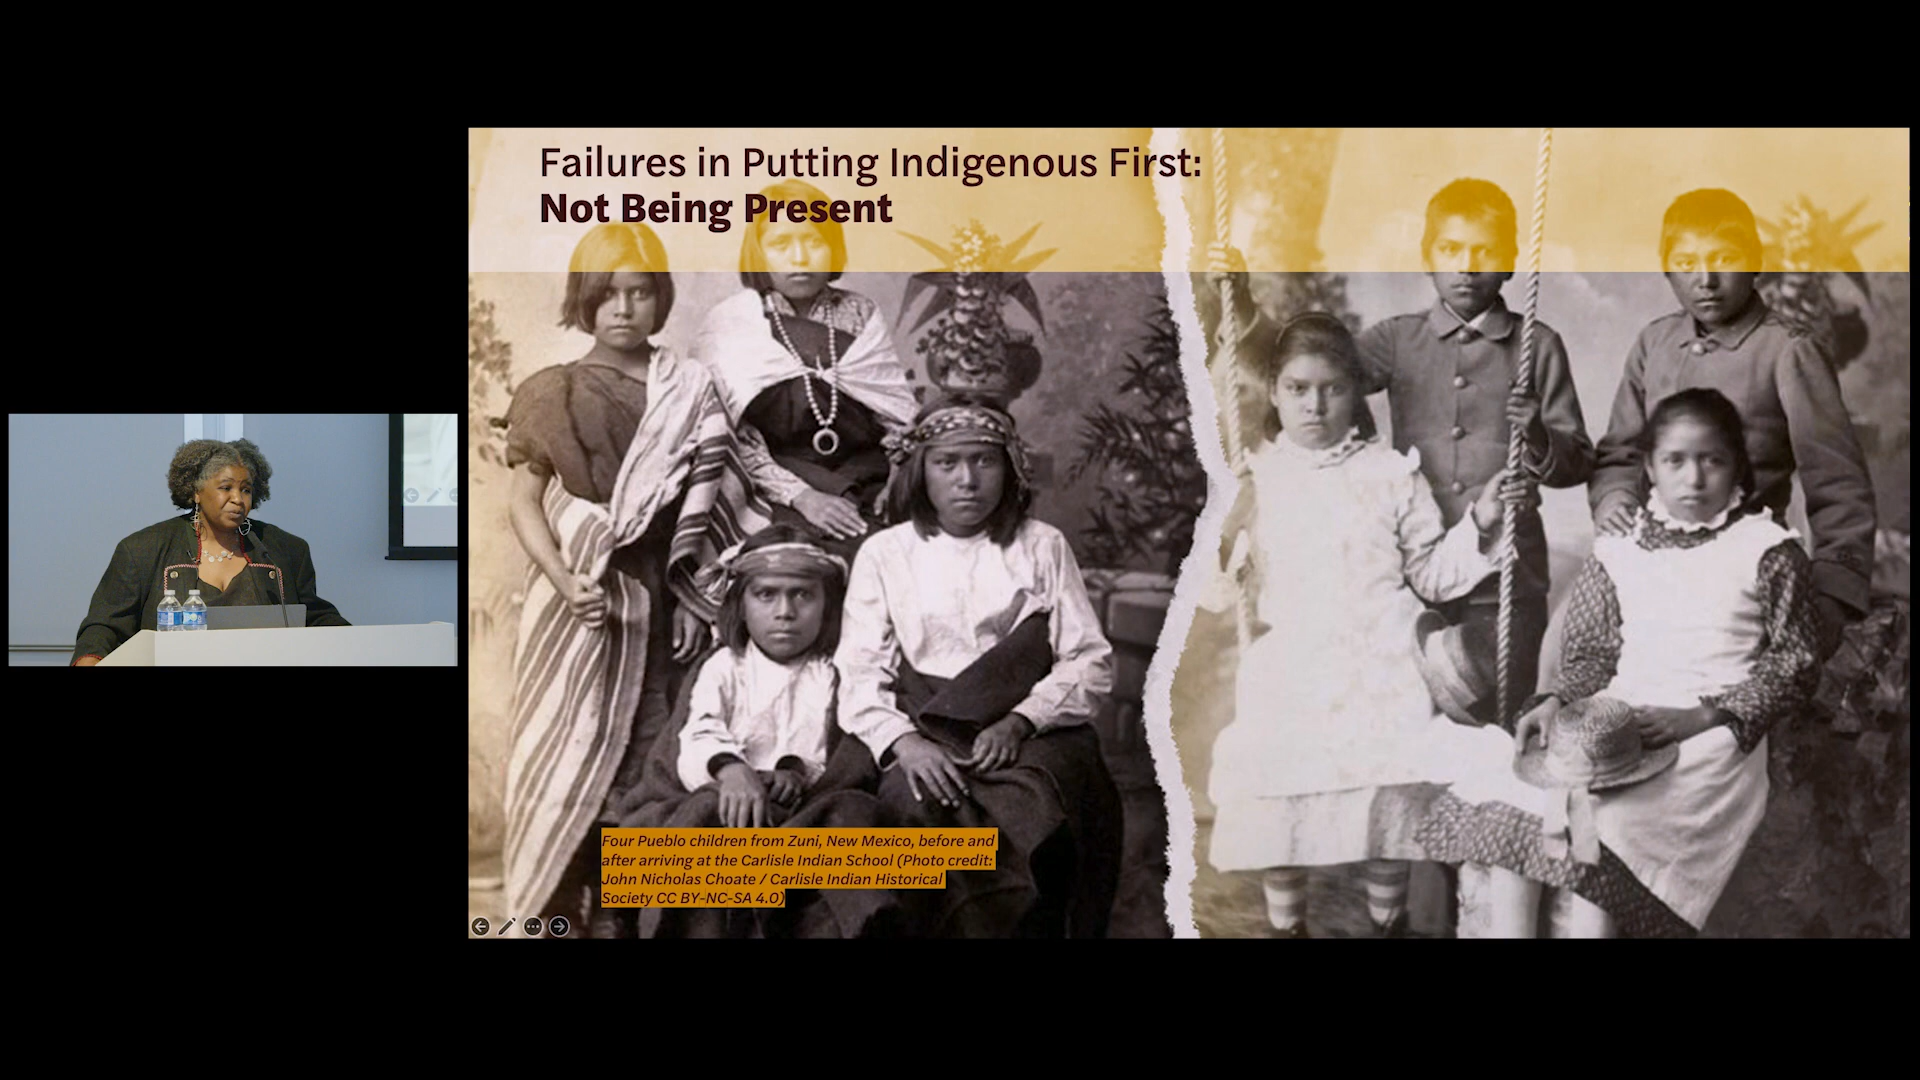 Failures in Putting Indigenous First:
Not Being Present
Four Pueblo children from Zuni, New Mexico, before and
after arriving at the Carlisle Indian School (Photo credit:
John Nicholas Choate / Carlisle Indian Historical
Society CC BY-NC-SA 4.0)